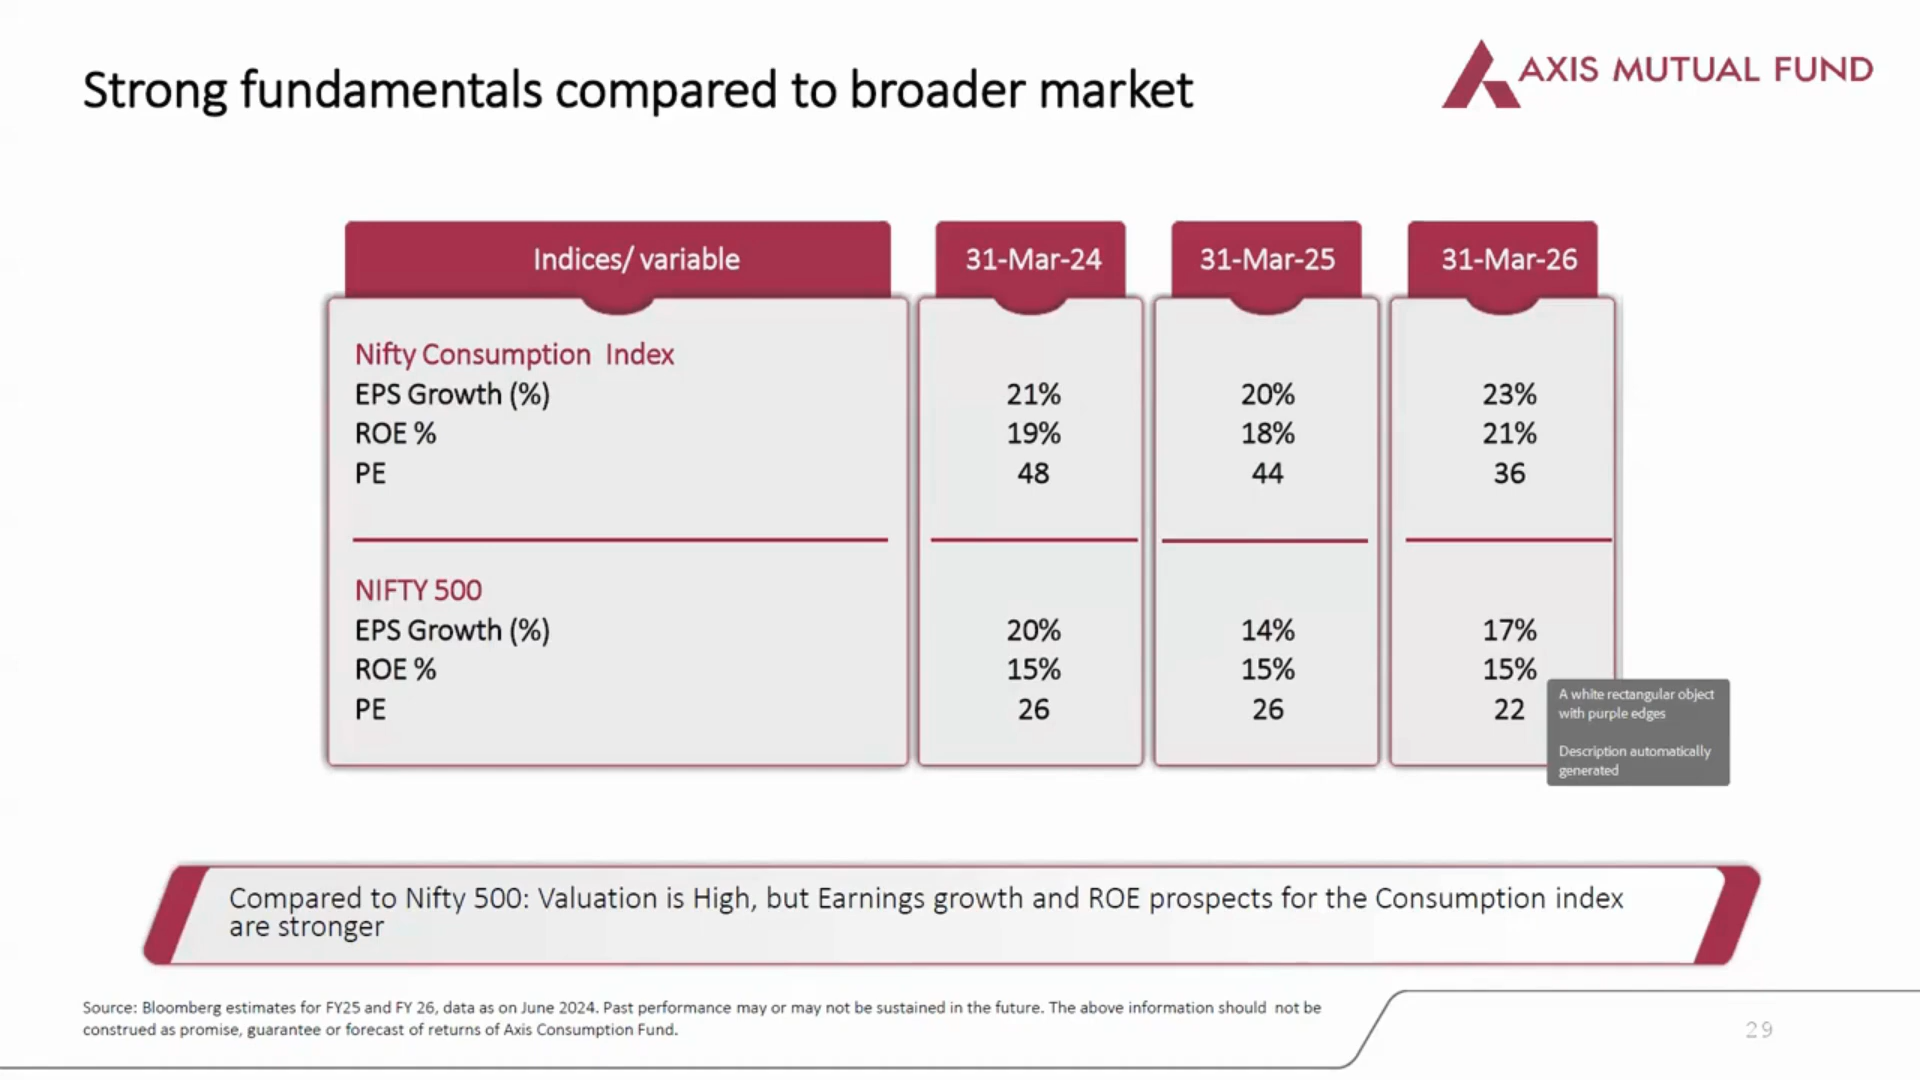 Strong fundamentals compared to broader market
AXIS MUTUAL FUND
Indices/ variable 31-Mar-24 31-Mar-25 31-Mar-26
Nifty Consumption Index
EPS Growth (%) 21% 20% 23%
ROE % 19% 18% 21%
PE 48 44 36
NIFTY 500
EPS Growth (%) 20% 14% 17%
ROE % 15% 15% 15%
PE 26 26 22
A white rectangular object
with purple edges
Description automatically
generated
Compared to Nifty 500: Valuation is High, but Earnings growth and ROE prospects for the Consumption index
are stronger
Source: Bloomberg estimates for FY25 and FY 26, data as on June 2024. Past performance may or may not be sustained in the future. The above information should not be
construed as promise, guarantee or forecast of returns of Axis Consumption Fund.
29